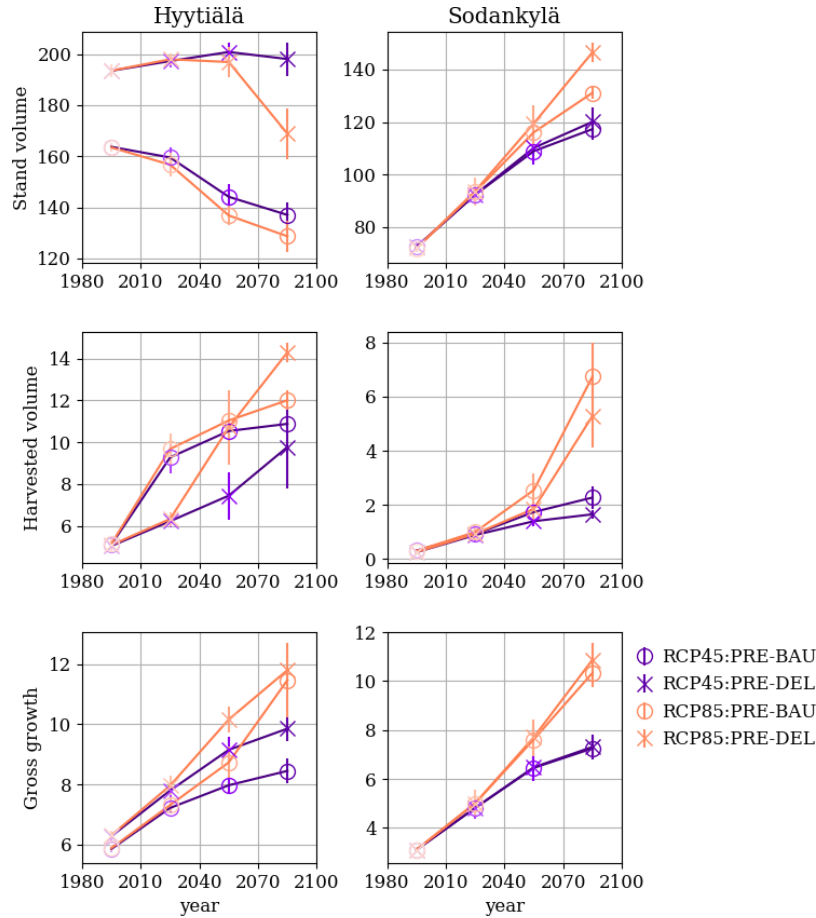 Hyytiälä
Sodankylä
Stand volume
200
180
160
140
120
1980 2010 2040 2070 2100
140
120
100
80
1980 2010 2040 2070 2100
Harvested volume
14
12
10
8
6
1980 2010 2040 2070 2100
8
6
4
2
0
1980 2010 2040 2070 2100
Gross growth
12
10
8
6
1980 2010 2040 2070 2100
year
12
10
8
6
4
1980 2010 2040 2070 2100
year
RCP45:PRE-BAU
RCP45:PRE-DEL
RCP85:PRE-BAU
RCP85:PRE-DEL